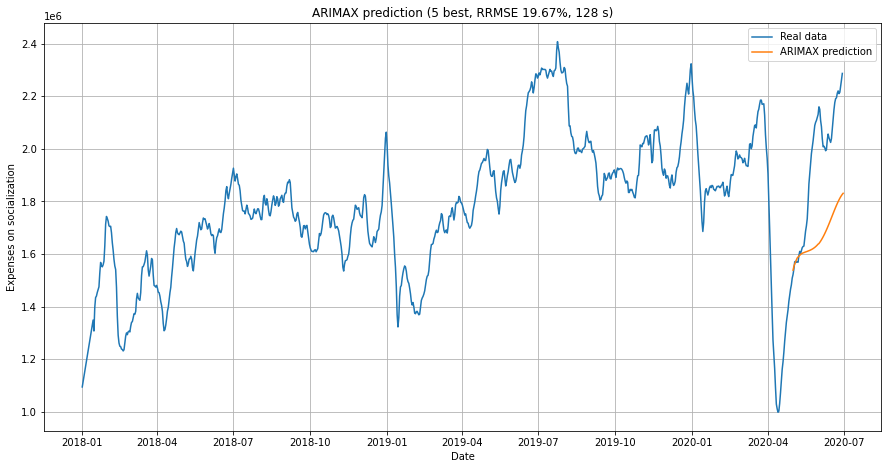 ARIMAX prediction (5 best, RRMSE 19.67%, 128 s)
1e6
Real data
ARIMAX prediction
2.4
2.2
2.0
1.8
1.6
1.4
1.2
1.0
Expenses on socialization
2018-01 2018-04 2018-07 2018-10 2019-01 2019-04 2019-07 2019-10 2020-01 2020-04 2020-07
Date